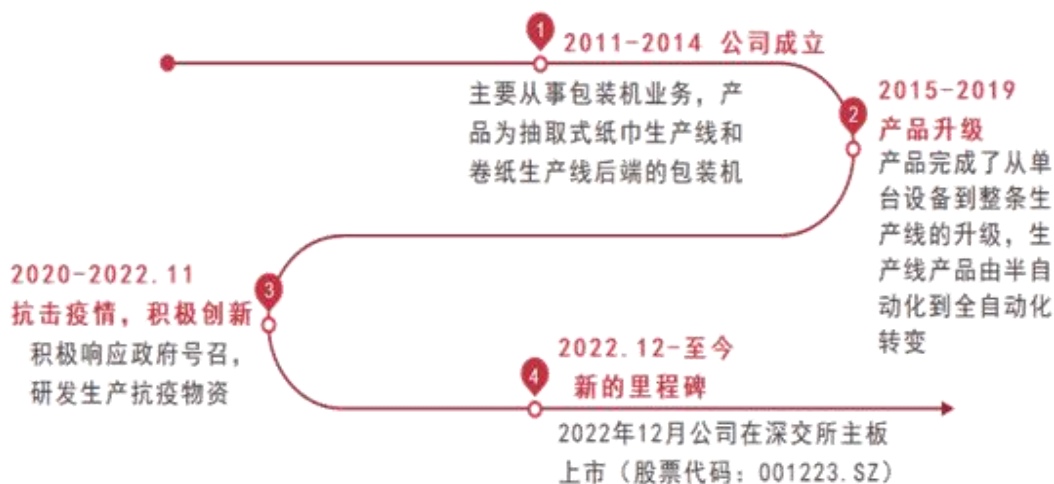 1
2011-2014 公司成立
主要从事包装机业务，产
品为抽取式纸巾生产线和
卷纸生产线后端的包装机
2
2015-2019
产品升级
产品完成了从单
台设备到整条生
产线的升级，生
产线产品由半自
动化到全自动化
转变
3
2020-2022.11
抗击疫情，积极创新
积极响应政府号召，
研发生产抗疫物资
4
2022.12-至今
新的里程碑
2022年12月公司在深交所主板
上市（股票代码：001223.SZ）